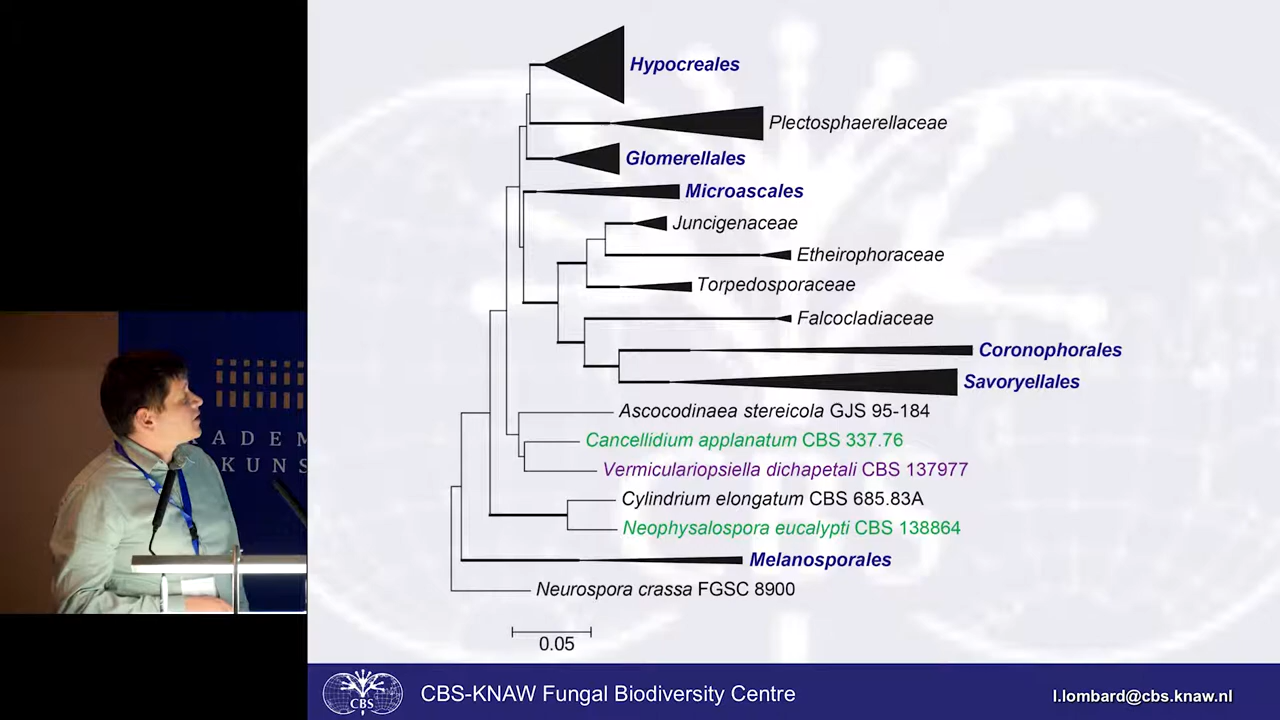 Hypocreales
Plectosphaerellaceae
Glomerellales
Microascales
Juncigenaceae
Etheirophoraceae
Torpedosporaceae
Falcocladiaceae
Coronophorales
Savoryellales
Ascocodinaea stereicola GJS 95-184
Cancellidium applanatum CBS 337.76
Vermiculariopsiella dichapetali CBS 137977
Cylindrium elongatum CBS 685.83A
Neophysalospora eucalypti CBS 138864
Melanosporales
Neurospora crassa FGSC 8900
0.05
ADEM
KUNS
CBS
CBS-KNAW Fungal Biodiversity Centre
l.lombard@cbs.knaw.nl